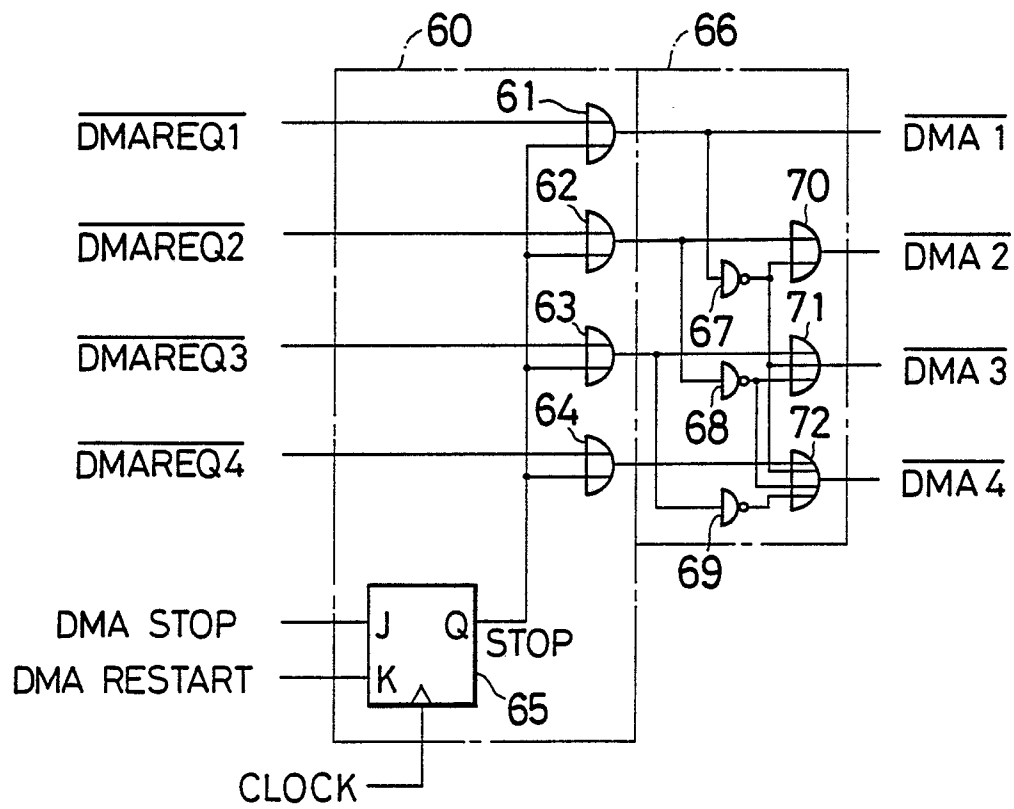 60
66
61
DMAREQ1
DMA 1
62
70
DMAREQ2
DMA 2
67
63
71
DMAREQ3
DMA 3
68
64
72
DMAREQ4
DMA 4
69
DMA STOP
J
Q
STOP
DMA RESTART
K
65
CLOCK